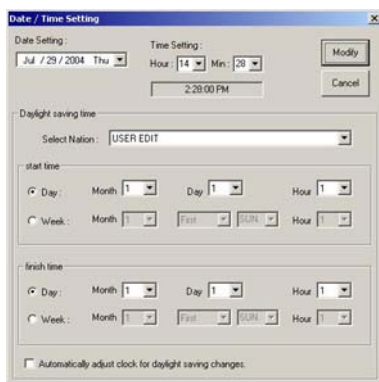 Date / Time Setting
Date Setting :
Jul / 29 / 2004 Thu
Time Setting :
Hour : 14 Min : 28
2:28:00 PM
Modify
Cancel
Daylight saving time
Select Nation : USER EDIT
start time
Day : Month 1 Day 1 Hour 1
Week : Month 1 First SUN. Hour 1
finish time
Day : Month 1 Day 1 Hour 1
Week : Month 1 First SUN. Hour 1
Automatically adjust clock for daylight saving changes.